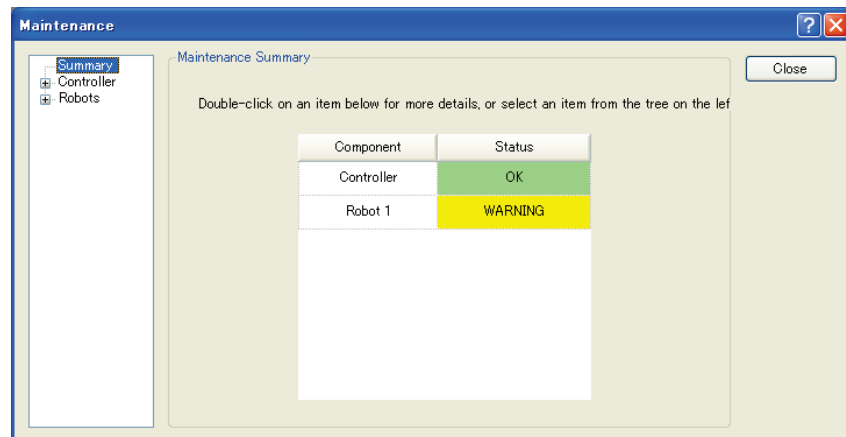 Maintenance
Summary
Controller
Robots
Maintenance Summary
Close
Double-click on an item below for more details, or select an item from the tree on the lef
Component Status
Controller OK
Robot 1 WARNING